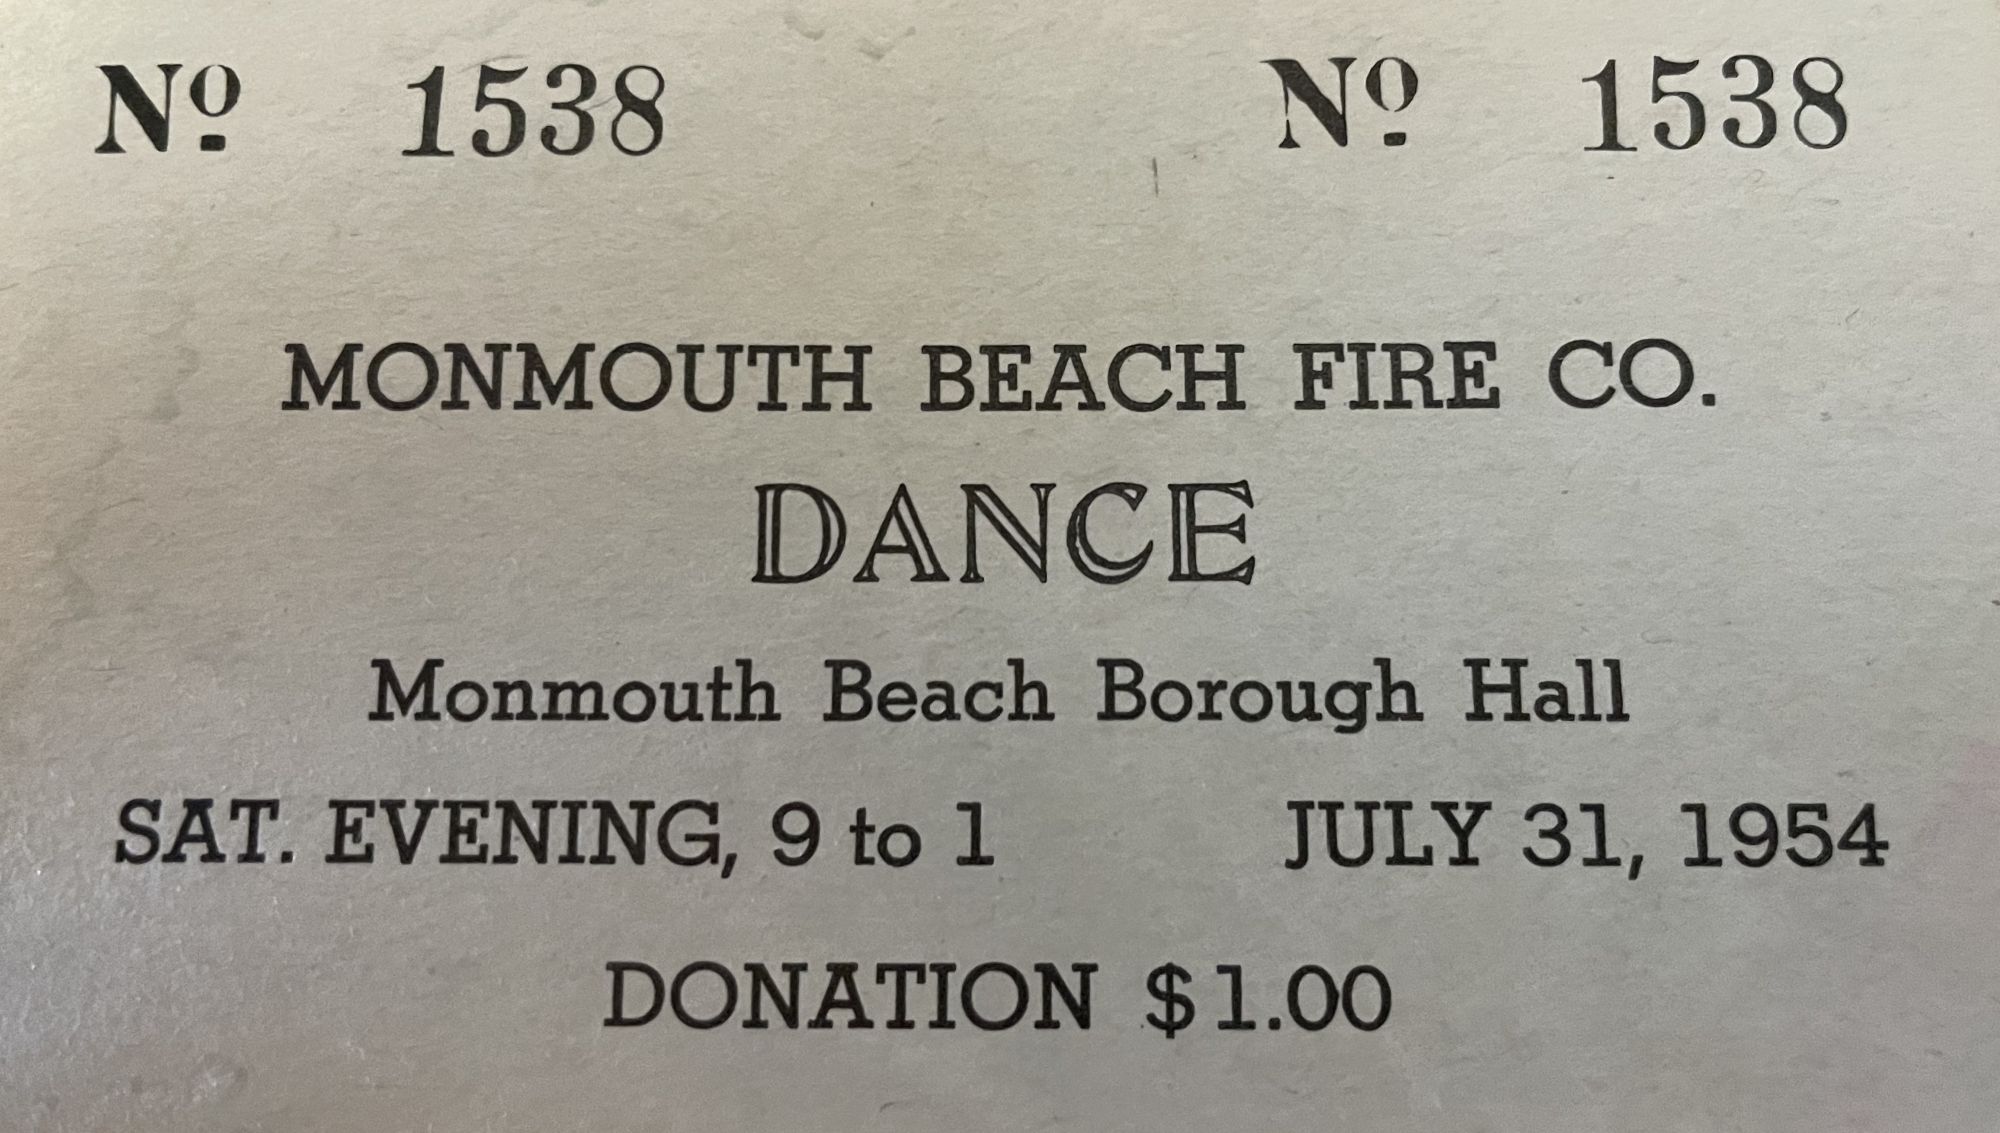 Nº 1538 Nº 1538
MONMOUTH BEACH FIRE CO.
DANCE
Monmouth Beach Borough Hall
SAT. EVENING, 9 to 1 JULY 31, 1954
DONATION $1.00